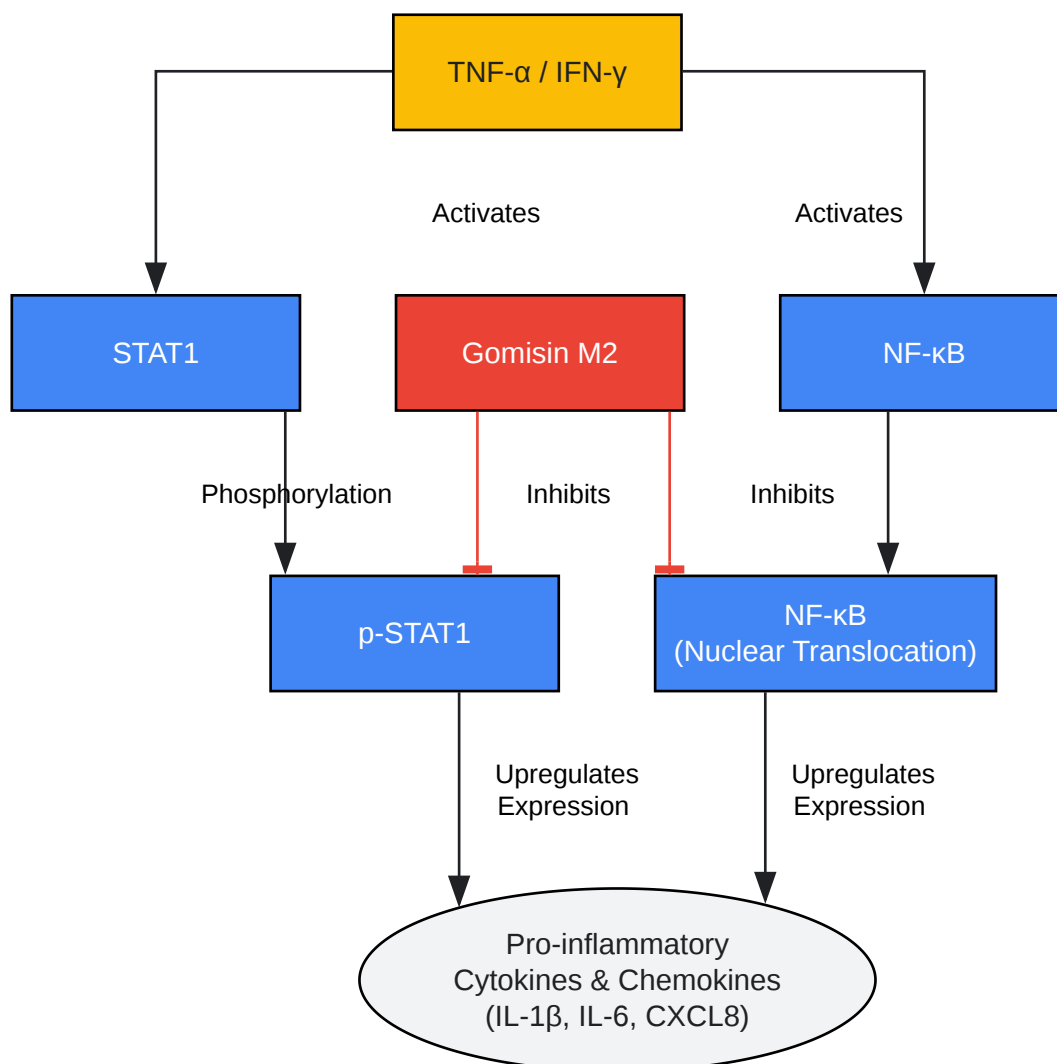 TNF-α / IFN-γ
Activates
Activates
STAT1
Gomisin M2
NF-κB
Phosphorylation
Inhibits
Inhibits
p-STAT1
NF-κB
(Nuclear Translocation)
Upregulates
Expression
Upregulates
Expression
Pro-inflammatory
Cytokines & Chemokines
(IL-1β, IL-6, CXCL8)